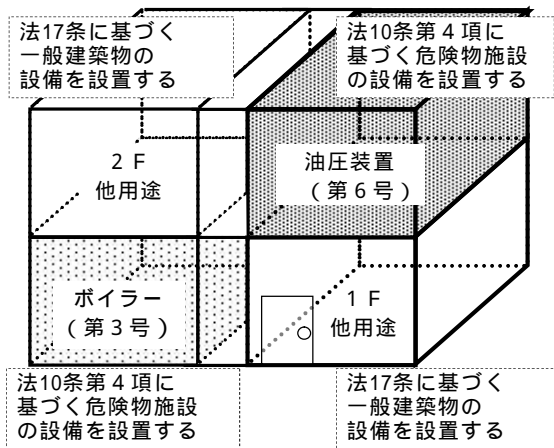 法17条に基づく
一般建築物の
設備を設置する
法10条第４項に
基づく危険物施設
の設備を設置する
２Ｆ
他用途
油圧装置
（第６号）
ボイラー
（第３号）
１Ｆ
他用途
法10条第４項に
基づく危険物施設
の設備を設置する
法17条に基づく
一般建築物の
設備を設置する